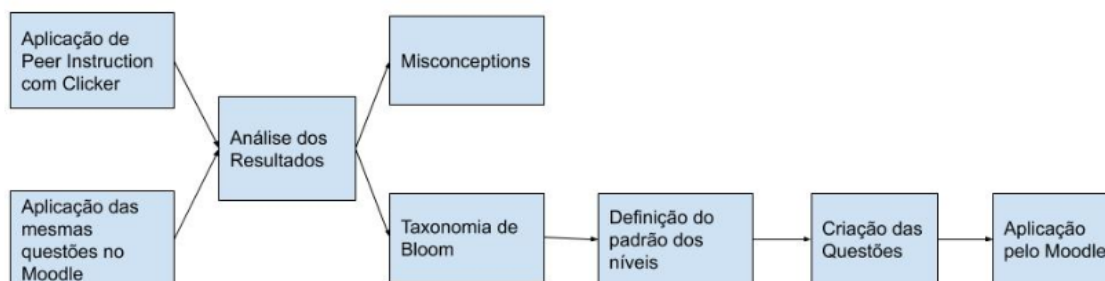 Aplicação de
Peer Instruction
com Clicker
Misconceptions
Análise dos
Resultados
Aplicação das
mesmas
questões no
Moodle
Taxonomia de
Bloom
Definição do
padrão dos
níveis
Criação das
Questões
Aplicação
pelo Moodle